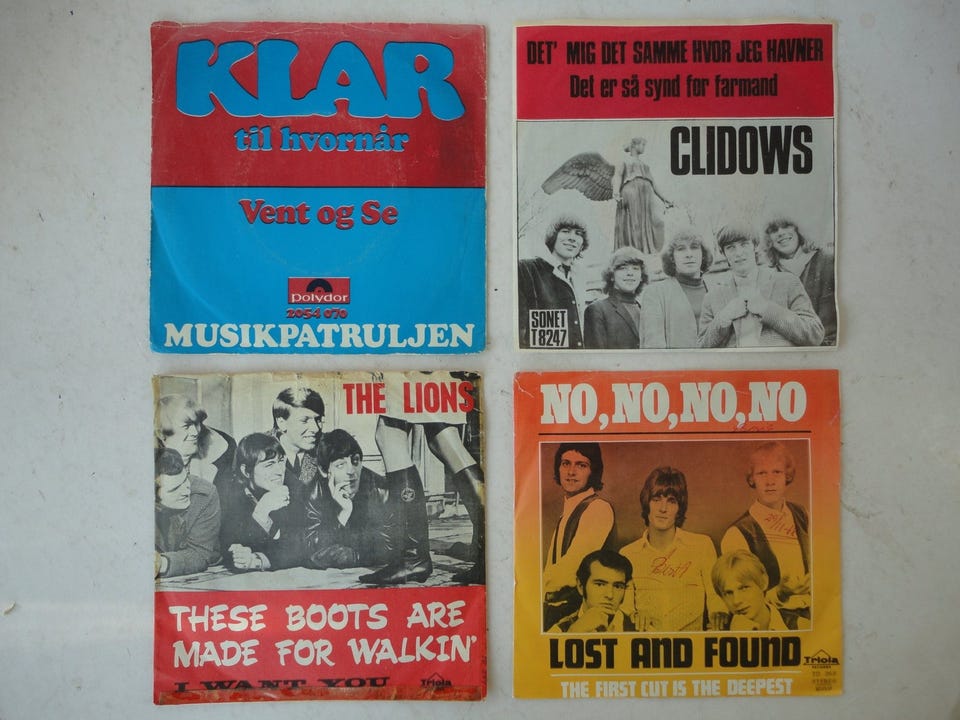 KLAR
til hvornår
Vent og Se
polydor
2054 070
MUSIKPATRULJEN
DET' MIG DET SAMME HVOR JEG HAVNER
Det er så synd for farmand
CLIDOWS
SONET
T8247
THE LIONS
THESE BOOTS ARE
MADE FOR WALKIN'
I WANT YOU
Triola
NO, NO, NO, NO
LOST AND FOUND
Triola
RECORDS
THE FIRST CUT IS THE DEEPEST
STEREO